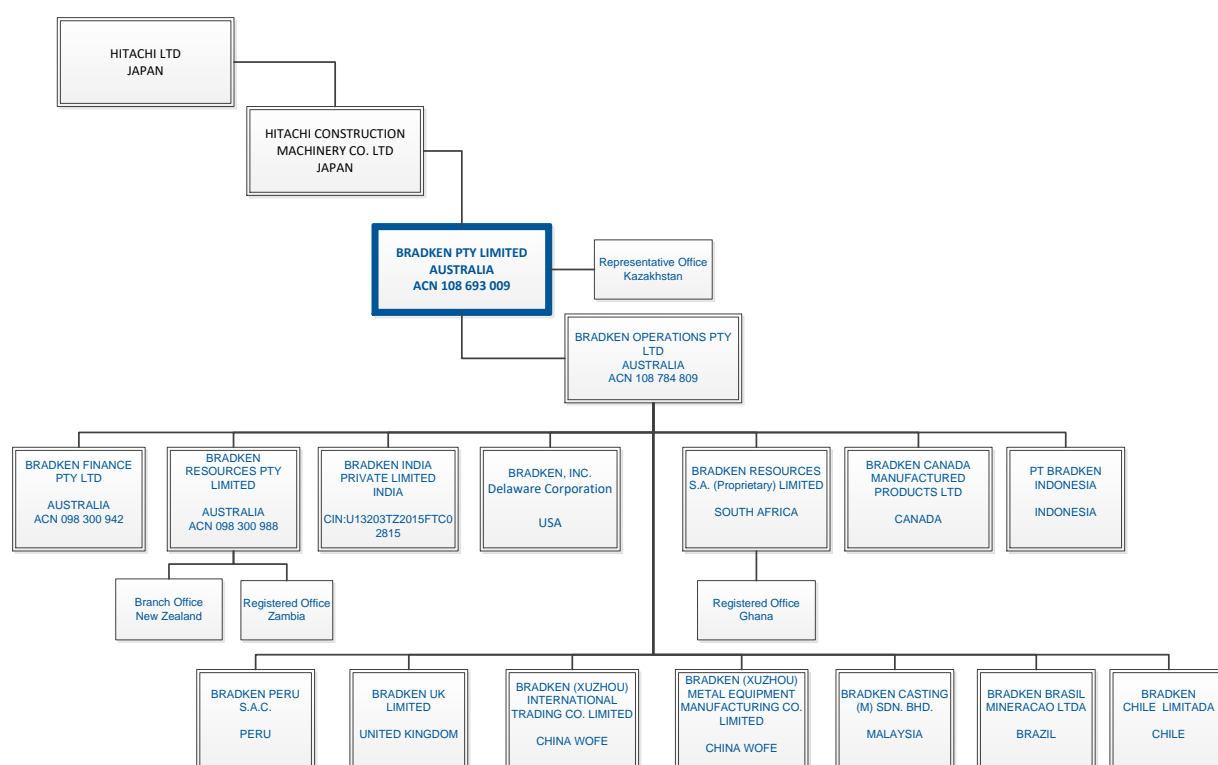 HITACHI LTD
JAPAN
HITACHI CONSTRUCTION
MACHINERY CO. LTD
JAPAN
BRADKEN PTY LIMITED
AUSTRALIA
ACN 108 693 009
Representative Office
Kazakhstan
BRADKEN OPERATIONS PTY
LTD
AUSTRALIA
ACN 108 784 809
BRADKEN FINANCE
PTY LTD
AUSTRALIA
ACN 098 300 942
BRADKEN
RESOURCES PTY
LIMITED
AUSTRALIA
ACN 098 300 988
BRADKEN INDIA
PRIVATE LIMITED
INDIA
CIN:U13203TZ2015FTC0
2815
BRADKEN, INC.
Delaware Corporation
USA
BRADKEN RESOURCES
S.A. (Proprietary) LIMITED
SOUTH AFRICA
BRADKEN CANADA
MANUFACTURED
PRODUCTS LTD
CANADA
PT BRADKEN
INDONESIA
INDONESIA
Branch Office
New Zealand
Registered Office
Zambia
Registered Office
Ghana
BRADKEN PERU
S.A.C.
PERU
BRADKEN UK
LIMITED
UNITED KINGDOM
BRADKEN (XUZHOU)
INTERNATIONAL
TRADING CO. LIMITED
CHINA WOFE
BRADKEN (XUZHOU)
METAL EQUIPMENT
MANUFACTURING CO.
LIMITED
CHINA WOFE
BRADKEN CASTING
(M) SDN. BHD.
MALAYSIA
BRADKEN BRASIL
MINERACAO LTDA
BRAZIL
BRADKEN
CHILE LIMITADA
CHILE